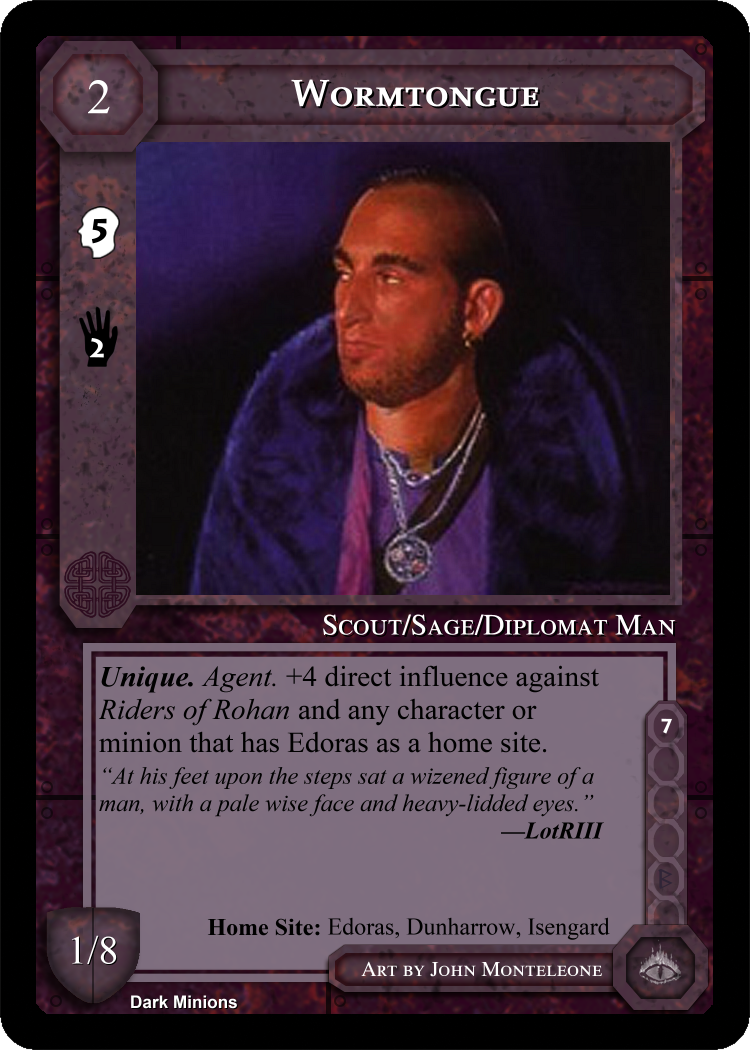 2
WORMTONGUE
5
2
SCOUT/SAGE/DIPLOMAT MAN
Unique. Agent. +4 direct influence against
Riders of Rohan and any character or
minion that has Edoras as a home site.
7
“At his feet upon the steps sat a wizened figure of a
man, with a pale wise face and heavy-lidded eyes.”
—LotRIII
Home Site: Edoras, Dunharrow, Isengard
1/8
ART BY JOHN MONTELEONE
Dark Minions